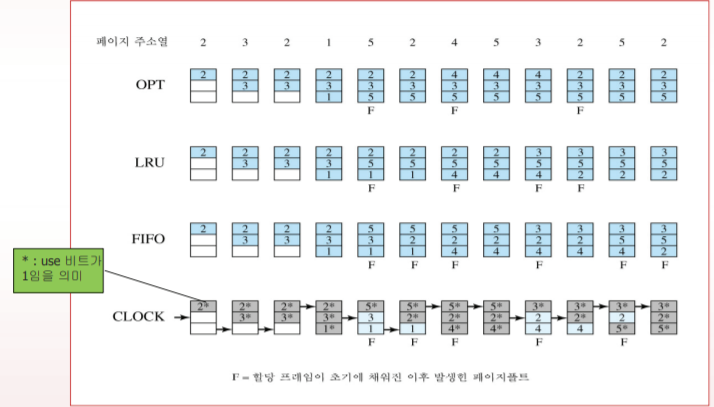 페이지 주소열 2 3 2 1 5 2 4 5 3 2 5 2
2 2 2 2 2 2 4 4 4 2 2 2
OPT 3 3 3 3 3 3 3 3 3 3 3
1 5 5 5 5 5 5 5 5
F F F
2 2 2 2 2 2 2 2 3 3 3 3
LRU 3 3 3 5 5 5 5 5 5 5 5
1 1 1 4 4 4 2 2 2
F F F F
2 2 2 2 5 5 5 5 3 3 3 3
FIFO 3 3 3 3 2 2 2 2 2 5 5
1 1 1 4 4 4 4 4 2
F F F F F F
* : use 비트가
1임을 의미
2* 2* 2* 2* 5* 5* 5* 5* 3* 3* 3* 3*
CLOCK 3* 3* 3* 3 2* 2* 2* 2 2* 2 2*
1* 1 1 4* 4* 4 4 5* 5*
F F F F F
F = 할당 프레임이 초기에 채워진 이후 발생한 페이지폴트